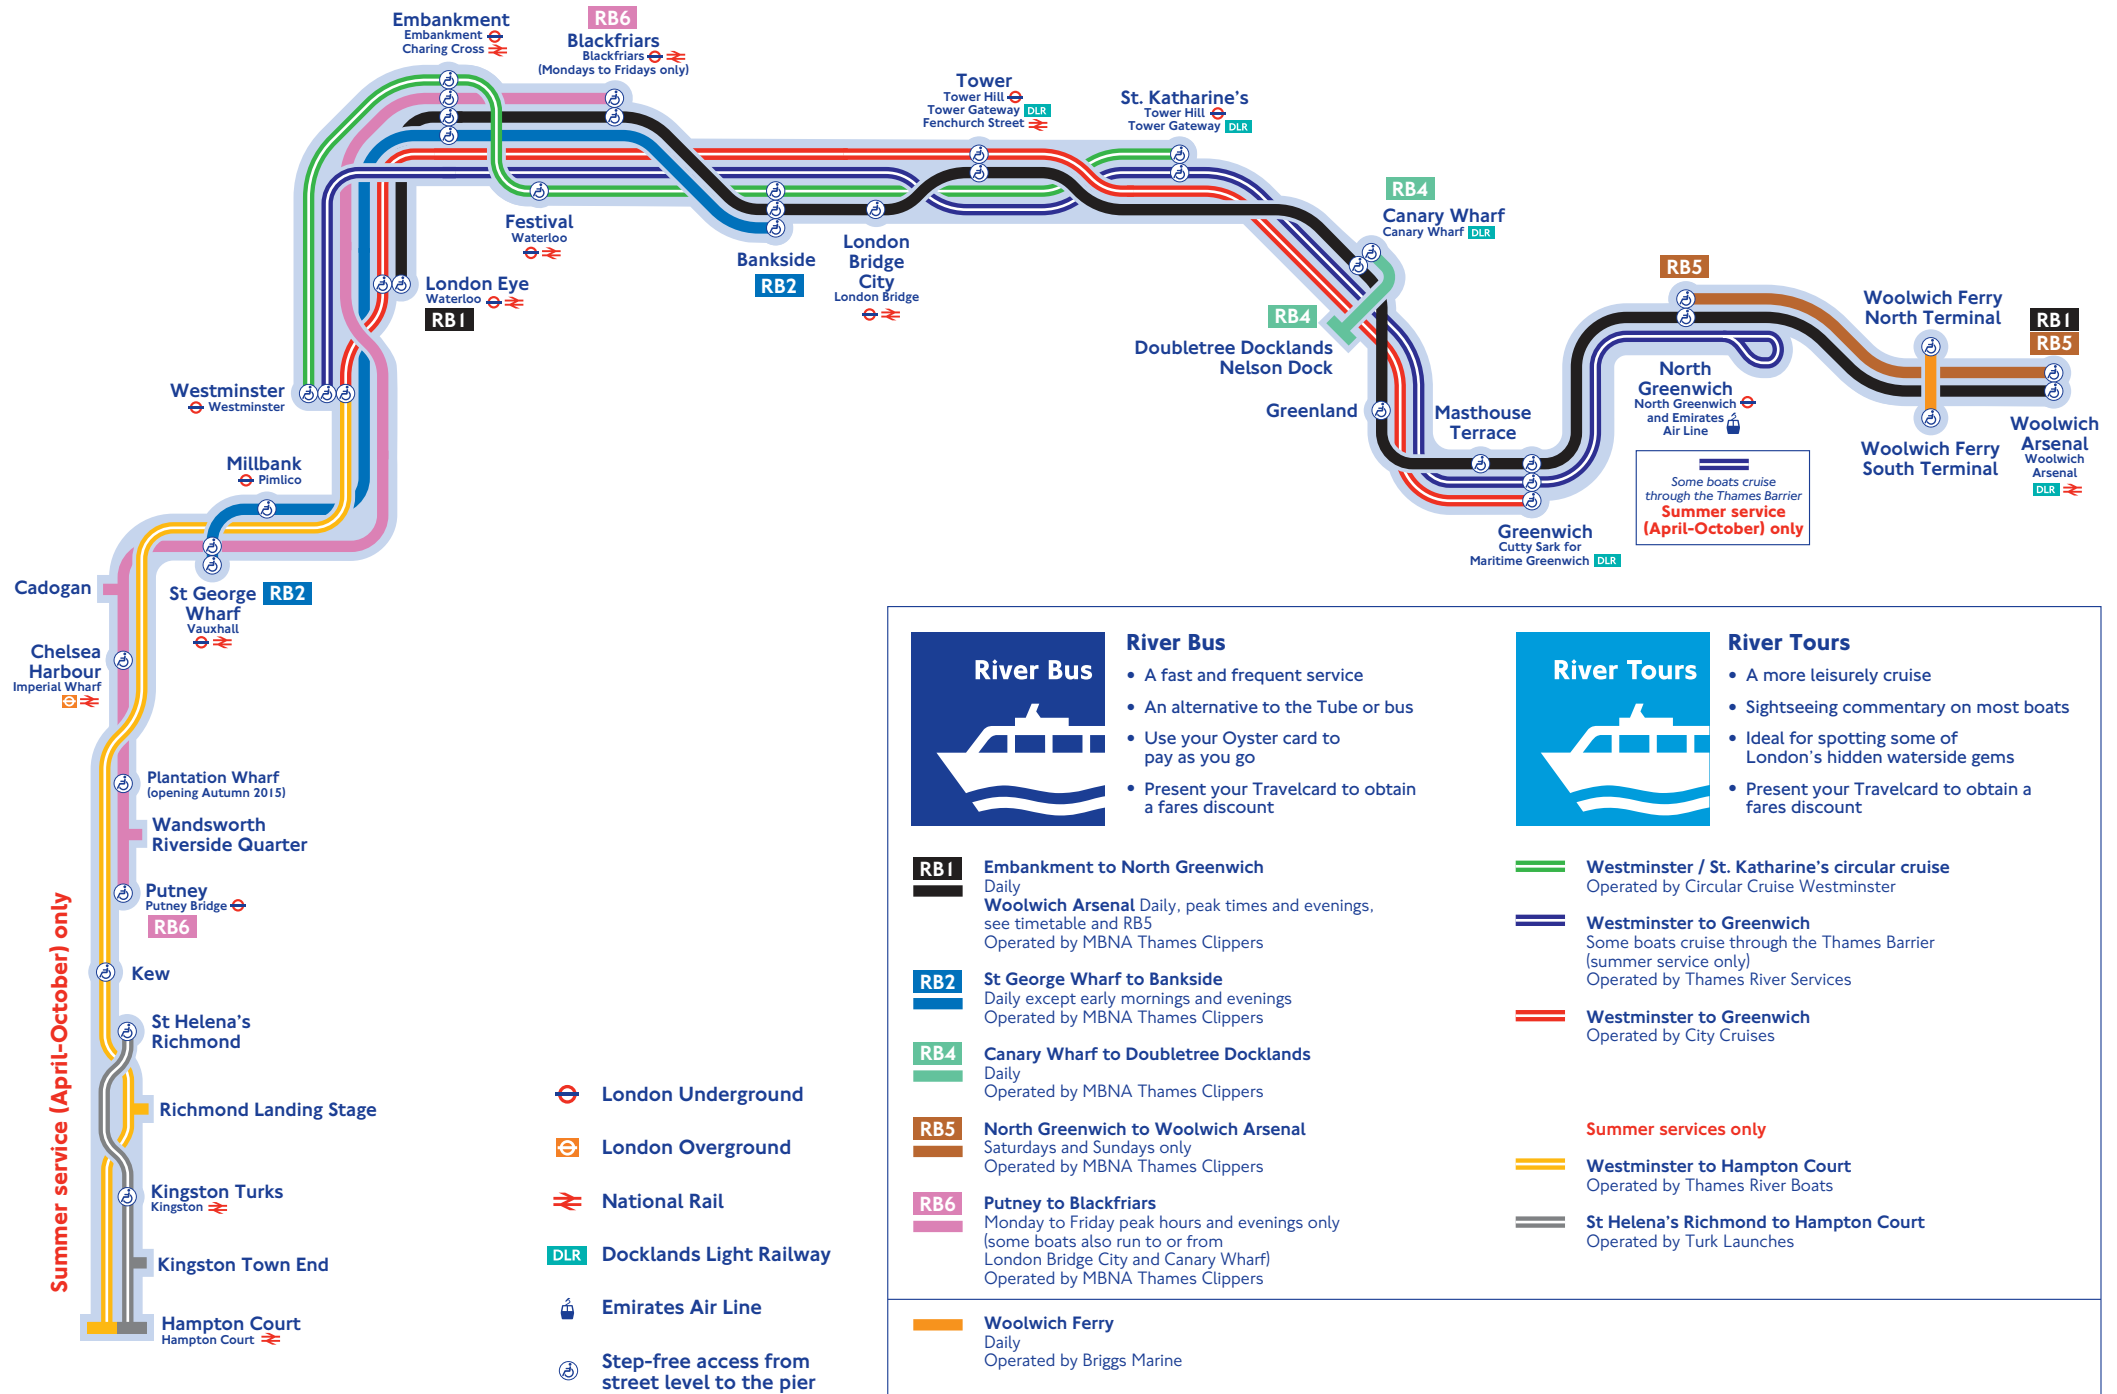 Embankment
Embankment
Charing Cross
RB6
Blackfriars
Blackfriars
(Mondays to Fridays only)
Tower
Tower Hill
Tower Gateway DLR
Fenchurch Street
St. Katharine's
Tower Hill
Tower Gateway DLR
Festival
Waterloo
London Eye
Waterloo
RB1
Bankside
RB2
London
Bridge
City
London Bridge
RB4
Canary Wharf
Canary Wharf DLR
RB4
Doubletree Docklands
Nelson Dock
Greenland
Masthouse
Terrace
Greenwich
Cutty Sark for
Maritime Greenwich DLR
RB5
North
Greenwich
North Greenwich
and Emirates
Air Line
Some boats cruise
through the Thames Barrier
Summer service
(April-October) only
Woolwich Ferry
North Terminal
Woolwich Ferry
South Terminal
RB1
RB5
Woolwich
Arsenal
Woolwich
Arsenal
DLR
Westminster
Westminster
Millbank
Pimlico
St George RB2
Wharf
Vauxhall
Cadogan
Chelsea
Harbour
Imperial Wharf
Plantation Wharf
(opening Autumn 2015)
Wandsworth
Riverside Quarter
Putney
Putney Bridge
RB6
Kew
St Helena's
Richmond
Richmond Landing Stage
Kingston Turks
Kingston
Kingston Town End
Hampton Court
Hampton Court
Summer service (April-October) only
London Underground
London Overground
National Rail
DLR Docklands Light Railway
Emirates Air Line
Step-free access from
street level to the pier
River Bus
River Bus
• A fast and frequent service
• An alternative to the Tube or bus
• Use your Oyster card to
pay as you go
• Present your Travelcard to obtain
a fares discount
RB1 Embankment to North Greenwich
Daily
Woolwich Arsenal Daily, peak times and evenings,
see timetable and RB5
Operated by MBNA Thames Clippers
RB2 St George Wharf to Bankside
Daily except early mornings and evenings
Operated by MBNA Thames Clippers
RB4 Canary Wharf to Doubletree Docklands
Daily
Operated by MBNA Thames Clippers
RB5 North Greenwich to Woolwich Arsenal
Saturdays and Sundays only
Operated by MBNA Thames Clippers
RB6 Putney to Blackfriars
Monday to Friday peak hours and evenings only
(some boats also run to or from
London Bridge City and Canary Wharf)
Operated by MBNA Thames Clippers
Woolwich Ferry
Daily
Operated by Briggs Marine
River Tours
River Tours
• A more leisurely cruise
• Sightseeing commentary on most boats
• Ideal for spotting some of
London's hidden waterside gems
• Present your Travelcard to obtain a
fares discount
Westminster / St. Katharine's circular cruise
Operated by Circular Cruise Westminster
Westminster to Greenwich
Some boats cruise through the Thames Barrier
(summer service only)
Operated by Thames River Services
Westminster to Greenwich
Operated by City Cruises
Summer services only
Westminster to Hampton Court
Operated by Thames River Boats
St Helena's Richmond to Hampton Court
Operated by Turk Launches